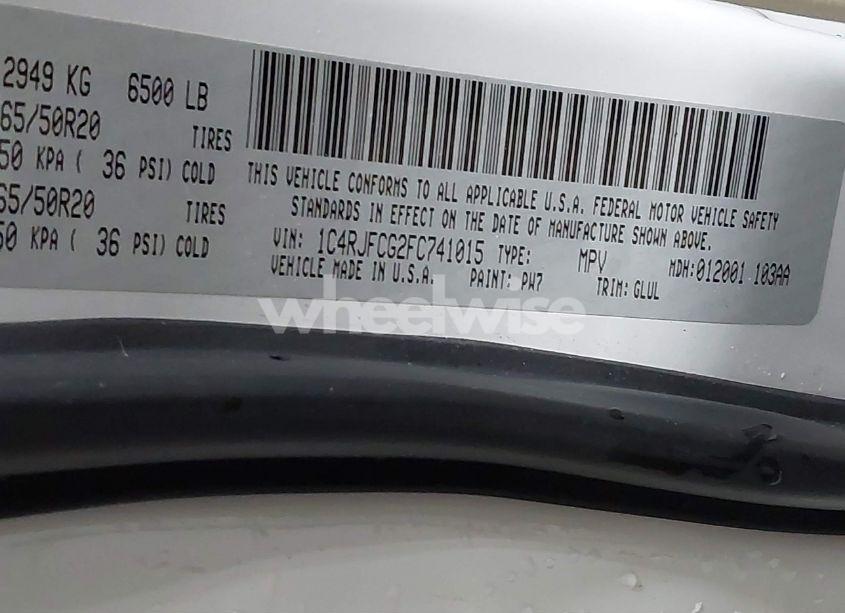 2949 KG 6500 LB
65/50R20 TIRES
50 KPA ( 36 PSI) COLD
65/50R20 TIRES
50 KPA ( 36 PSI) COLD
THIS VEHICLE CONFORMS TO ALL APPLICABLE U.S.A. FEDERAL MOTOR VEHICLE SAFETY
STANDARDS IN EFFECT ON THE DATE OF MANUFACTURE SHOWN ABOVE.
VIN: 1C4RJFCG2FC741015 TYPE: MPV MDH:012001 103AA
VEHICLE MADE IN U.S.A. PAINT: PW7 TRIM: GLUL
wheelwise